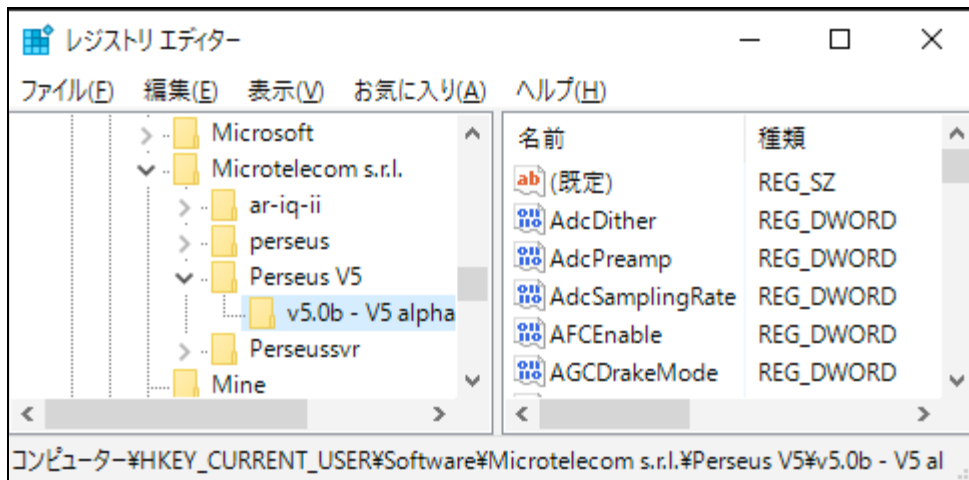 レジストリ エディター
ファイル(F) 編集(E) 表示(V) お気に入り(A) ヘルプ(H)
Microsoft
Microtelecom s.r.l.
ar-iq-ii
perseus
Perseus V5
v5.0b - V5 alpha
Perseussvr
Mine
名前 種類
ab (既定) REG_SZ
AdcDither REG_DWORD
AdcPreamp REG_DWORD
AdcSamplingRate REG_DWORD
AFCEnable REG_DWORD
AGCDrakeMode REG_DWORD
コンピューター¥HKEY_CURRENT_USER¥Software¥Microtelecom s.r.l.¥Perseus V5¥v5.0b - V5 al